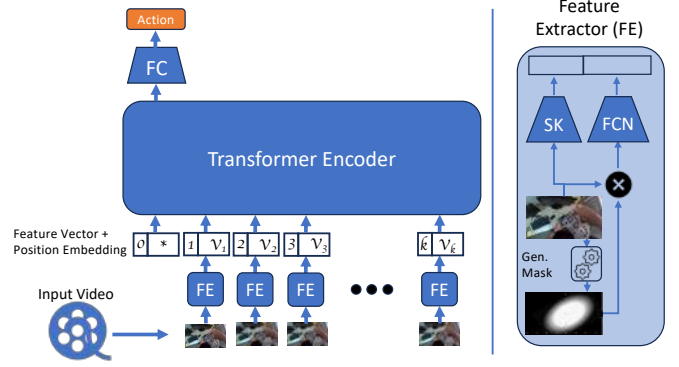 Action
FC
Transformer Encoder
Feature Vector +
Position Embedding
0 *
1 𝒱₁
2 𝒱₂
3 𝒱₃
k 𝒱ₖ
FE
FE
FE
FE
Input Video
Feature
Extractor (FE)
SK
FCN
Gen.
Mask